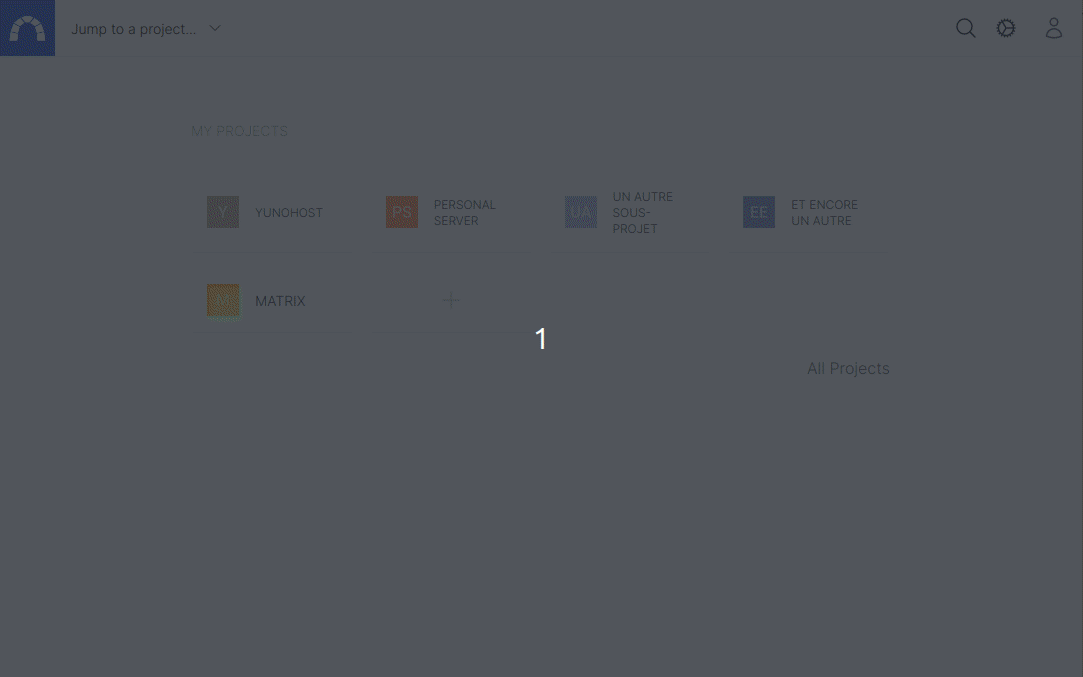 Jump to a project...
MY PROJECTS
Y
YUNOHOST
PS
PERSONAL
SERVER
UA
UN AUTRE
SOUS-
PROJET
EE
ET ENCORE
UN AUTRE
M
MATRIX
1
All Projects